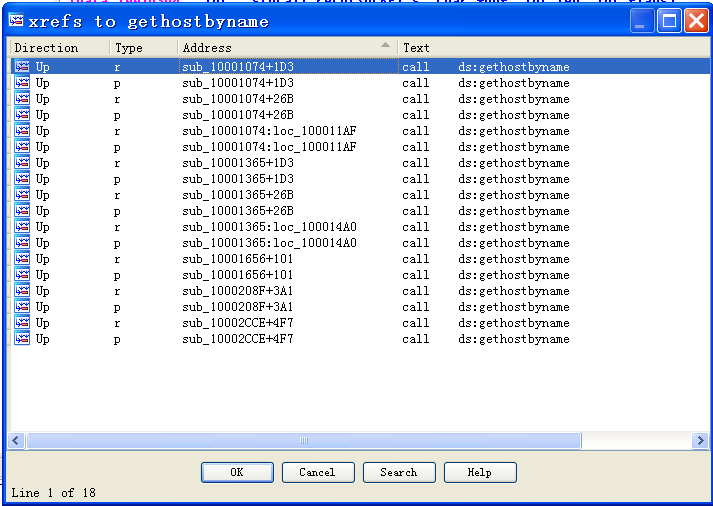 xrefs to gethostbyname
Direction Type Address Text
Up r sub_10001074+1D3 call ds:gethostbyname
Up p sub_10001074+1D3 call ds:gethostbyname
Up r sub_10001074+26B call ds:gethostbyname
Up p sub_10001074+26B call ds:gethostbyname
Up r sub_10001074:loc_100011AF call ds:gethostbyname
Up p sub_10001074:loc_100011AF call ds:gethostbyname
Up r sub_10001365+1D3 call ds:gethostbyname
Up p sub_10001365+1D3 call ds:gethostbyname
Up r sub_10001365+26B call ds:gethostbyname
Up p sub_10001365+26B call ds:gethostbyname
Up r sub_10001365:loc_100014A0 call ds:gethostbyname
Up p sub_10001365:loc_100014A0 call ds:gethostbyname
Up r sub_10001656+101 call ds:gethostbyname
Up p sub_10001656+101 call ds:gethostbyname
Up r sub_1000208F+3A1 call ds:gethostbyname
Up p sub_1000208F+3A1 call ds:gethostbyname
Up r sub_10002CCE+4F7 call ds:gethostbyname
Up p sub_10002CCE+4F7 call ds:gethostbyname
OK Cancel Search Help
Line 1 of 18